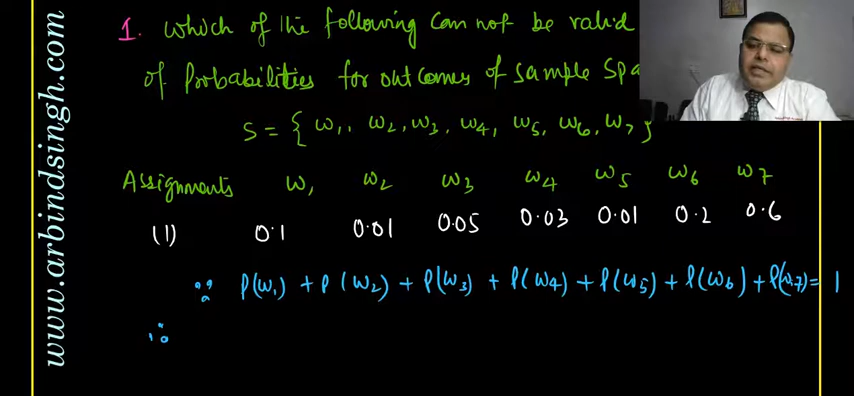 www.arbindsingh.com
1. Which of the following can not be valid
of Probabilities for outcomes of sample Spa
S = { ω₁, ω₂, ω₃, ω₄, ω₅, ω₆, ω₇ }
Assignments ω₁ ω₂ ω₃ ω₄ ω₅ ω₆ ω₇
(1) 0.1 0.01 0.05 0.03 0.01 0.2 0.6
∵ P(ω₁) + P(ω₂) + P(ω₃) + P(ω₄) + P(ω₅) + P(ω₆) + P(ω₇) = 1
∴